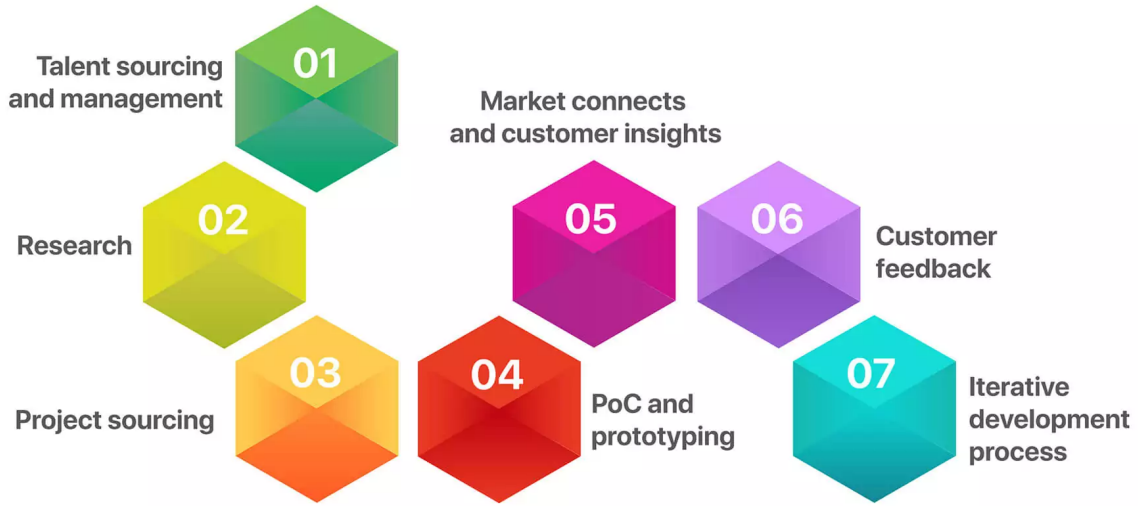 01
Talent sourcing
and management
02
Research
03
Project sourcing
04
PoC and
prototyping
05
Market connects
and customer insights
06
Customer
feedback
07
Iterative
development
process